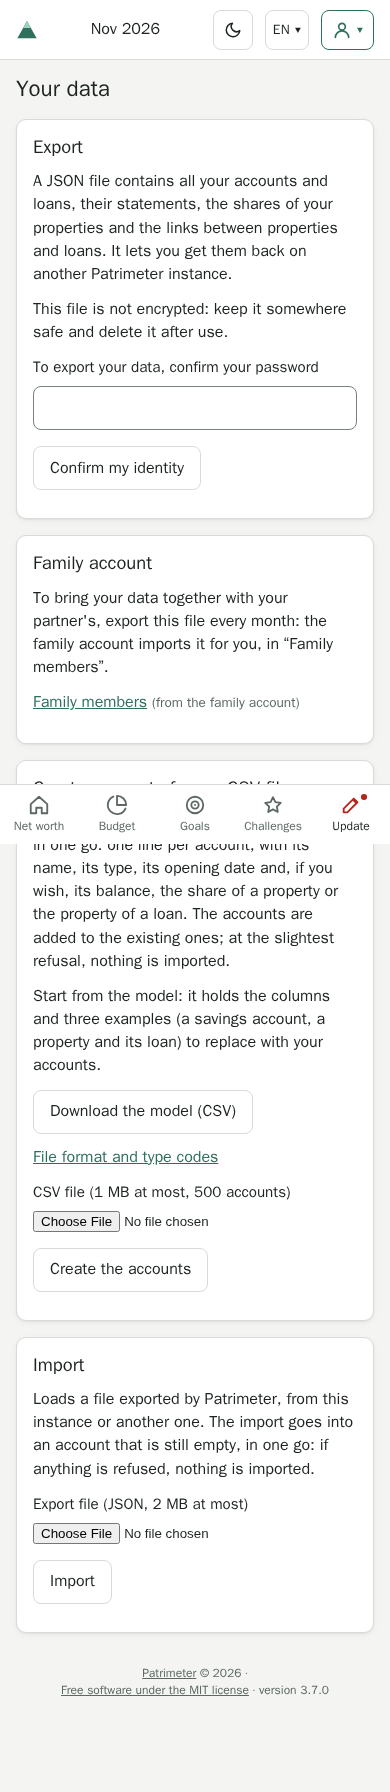 Nov 2026
EN ▾
Your data
Export
A JSON file contains all your accounts and
loans, their statements, the shares of your
properties and the links between properties
and loans. It lets you get them back on
another Patrimeter instance.
This file is not encrypted: keep it somewhere
safe and delete it after use.
To export your data, confirm your password
Confirm my identity
Family account
To bring your data together with your
partner's, export this file every month: the
family account imports it for you, in “Family
members”.
Family members (from the family account)
Net worth
Budget
Goals
Challenges
Update
in one go: one line per account, with its
name, its type, its opening date and, if you
wish, its balance, the share of a property or
the property of a loan. The accounts are
added to the existing ones; at the slightest
refusal, nothing is imported.
Start from the model: it holds the columns
and three examples (a savings account, a
property and its loan) to replace with your
accounts.
Download the model (CSV)
File format and type codes
CSV file (1 MB at most, 500 accounts)
Choose File No file chosen
Create the accounts
Import
Loads a file exported by Patrimeter, from this
instance or another one. The import goes into
an account that is still empty, in one go: if
anything is refused, nothing is imported.
Export file (JSON, 2 MB at most)
Choose File No file chosen
Import
Patrimeter © 2026 ·
Free software under the MIT license · version 3.7.0